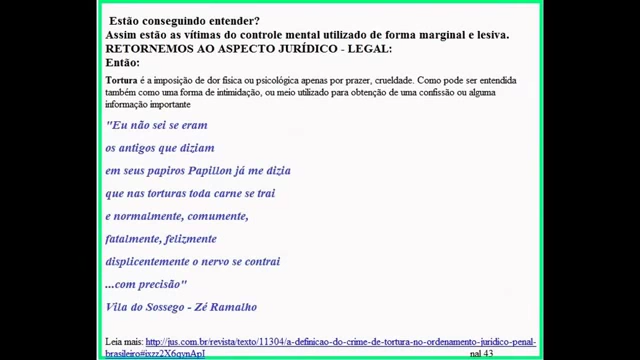 Estão conseguindo entender?
Assim estão as vítimas do controle mental utilizado de forma marginal e lesiva.
RETORNEMOS AO ASPECTO JURÍDICO - LEGAL:
Então:
Tortura é a imposição de dor física ou psicológica apenas por prazer, crueldade. Como pode ser entendida
também como uma forma de intimidação, ou meio utilizado para obtenção de uma confissão ou alguma
informação importante
"Eu não sei se eram
os antigos que diziam
em seus papiros Papillon já me dizia
que nas torturas toda carne se trai
e normalmente, comumente,
fatalmente, felizmente
displicentemente o nervo se contrai
...com precisão"
Vila do Sossego - Zé Ramalho
Leia mais: http://jus.com.br/revista/texto/11304/a-definicao-do-crime-de-tortura-no-ordenamento-juridico-penal-
brasileiro#ixzz2X6qynApI nal 43